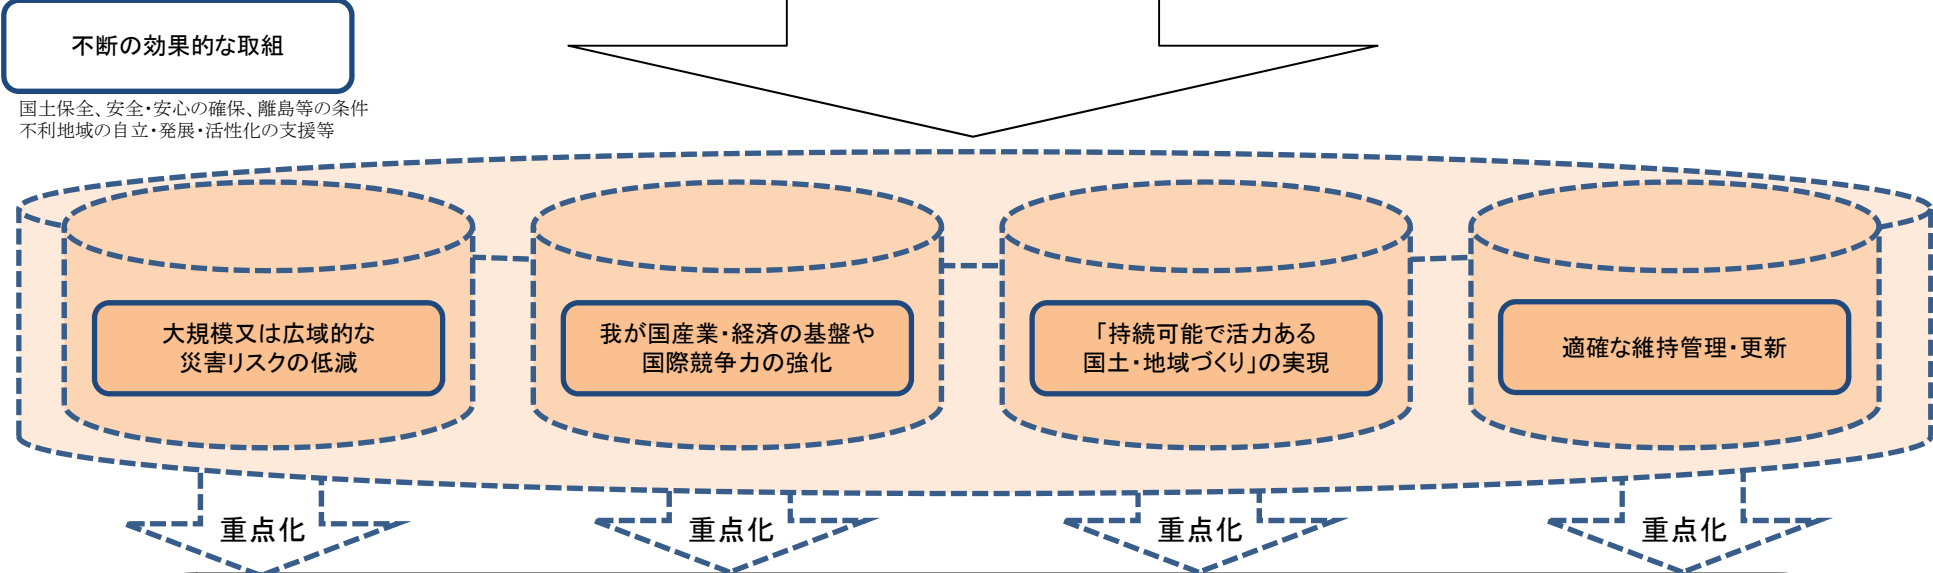 不断の効果的な取組
国土保全、安全・安心の確保、離島等の条件
不利地域の自立・発展・活性化の支援等
大規模又は広域的な
災害リスクの低減
我が国産業・経済の基盤や
国際競争力の強化
「持続可能で活力ある
国土・地域づくり」の実現
適確な維持管理・更新
重点化
重点化
重点化
重点化